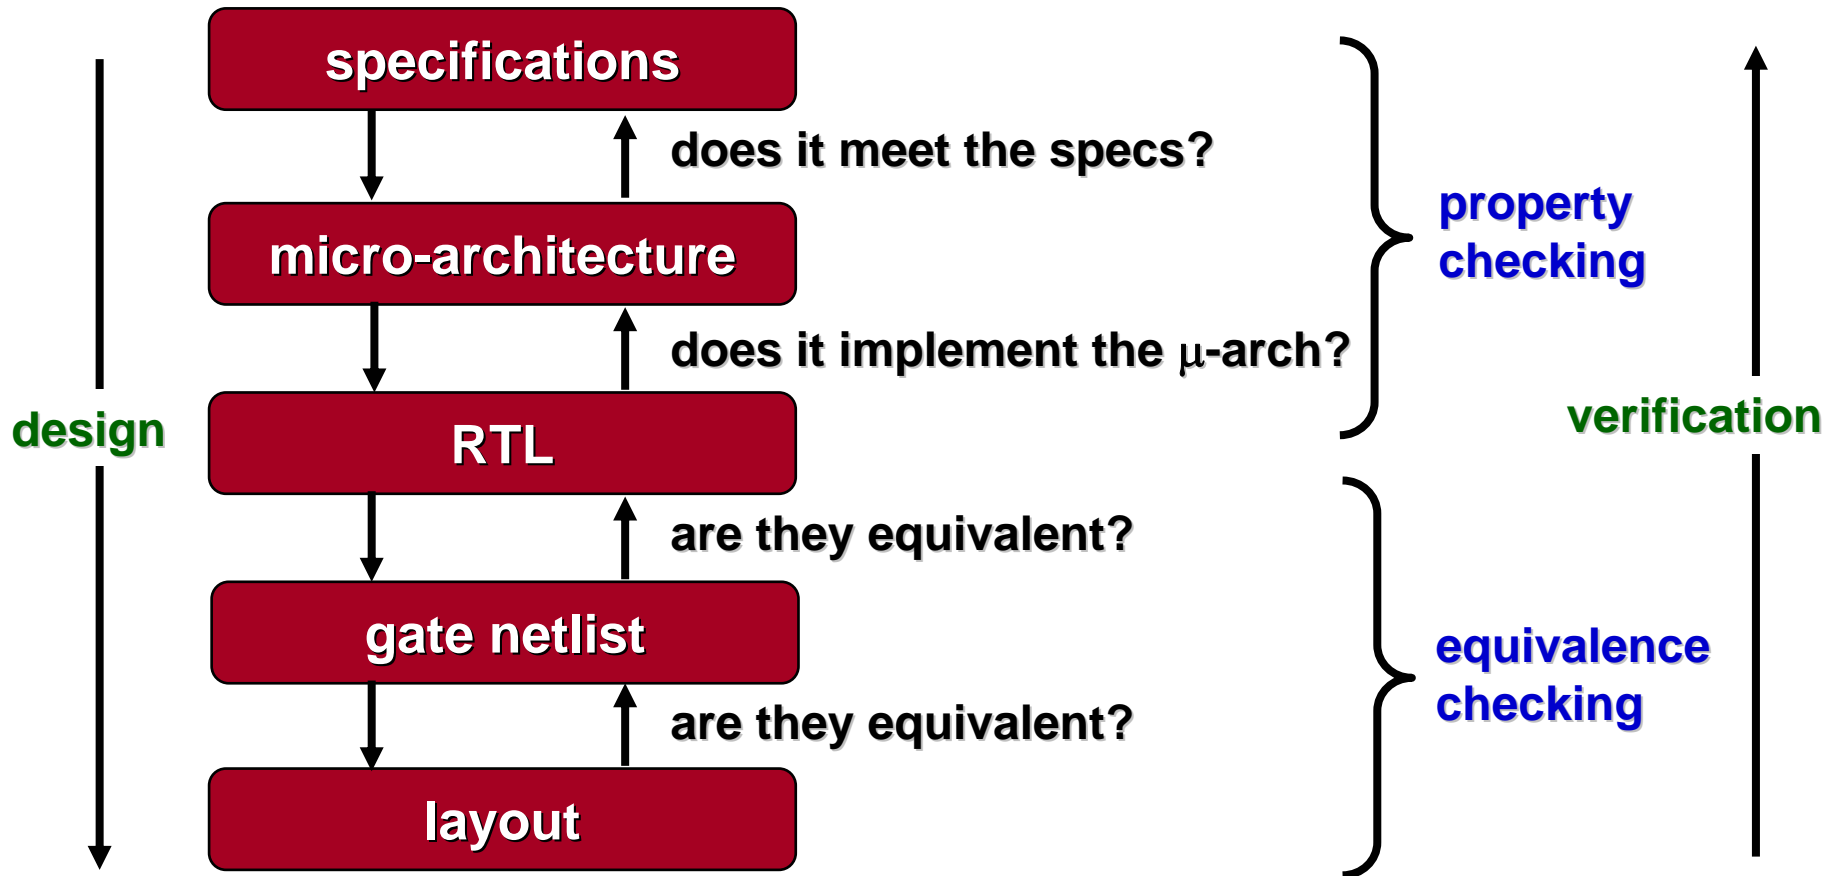 specifications
does it meet the specs?
micro-architecture
property
checking
does it implement the μ-arch?
design
RTL
verification
are they equivalent?
gate netlist
equivalence
checking
are they equivalent?
layout